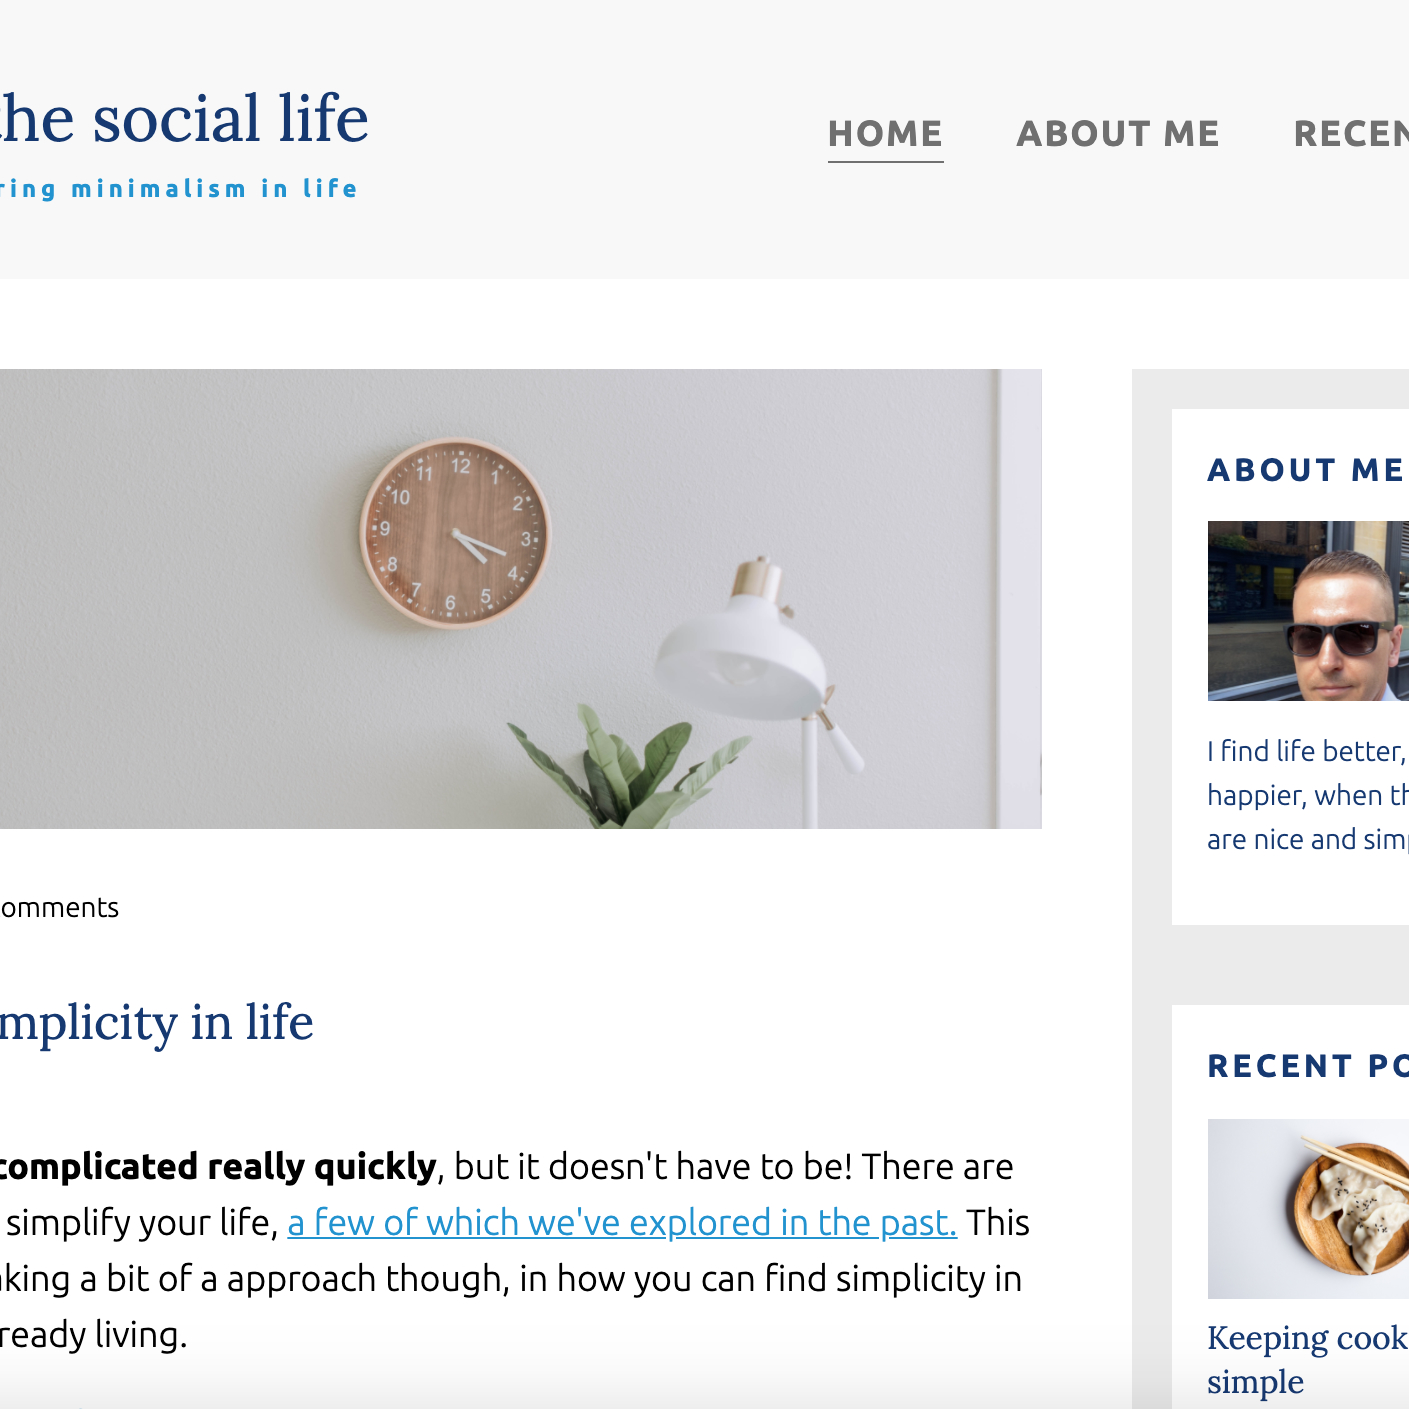 the social life
ring minimalism in life
HOME
ABOUT ME
RECEN
12
1
2
3
4
5
6
7
8
9
10
11
omments
mplicity in life
complicated really quickly, but it doesn't have to be! There are
simplify your life, a few of which we've explored in the past. This
king a bit of a approach though, in how you can find simplicity in
ready living.
ABOUT ME
I find life better,
happier, when th
are nice and simp
RECENT PO
Keeping cook
simple